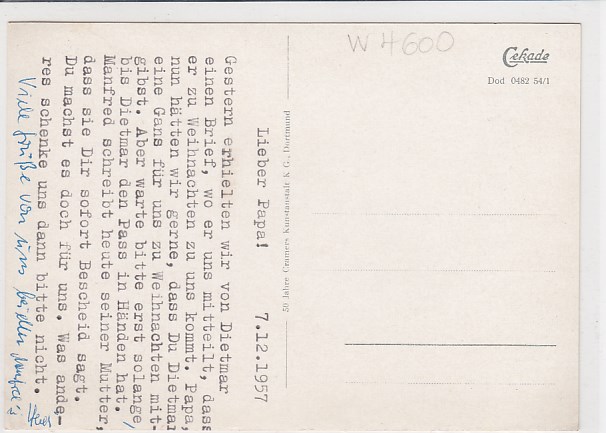 W 4600
Cekade
Dod 0482 54/1
50 Jahre Cramers Kunstanstalt K G., Dortmund
Lieber Papa! 7.12.1957
Gestern erhielten wir von Dietmar
einen Brief, wo er uns mitteilt, dass
er zu Weihnachten zu uns kommt. Papa,
nun hätten wir gerne, dass Du Dietmar
eine Gans für uns zu Weihnachten mit-
gibst. Aber warte bitte erst solange,
bis Dietmar den Pass in Händen hat.
Manfred schreibt heute seiner Mutter,
dass sie Dir sofort Bescheid sagt.
Du machst es doch für uns. Was ande-
res schenke uns dann bitte nicht.
Viele Grüße von uns beiden